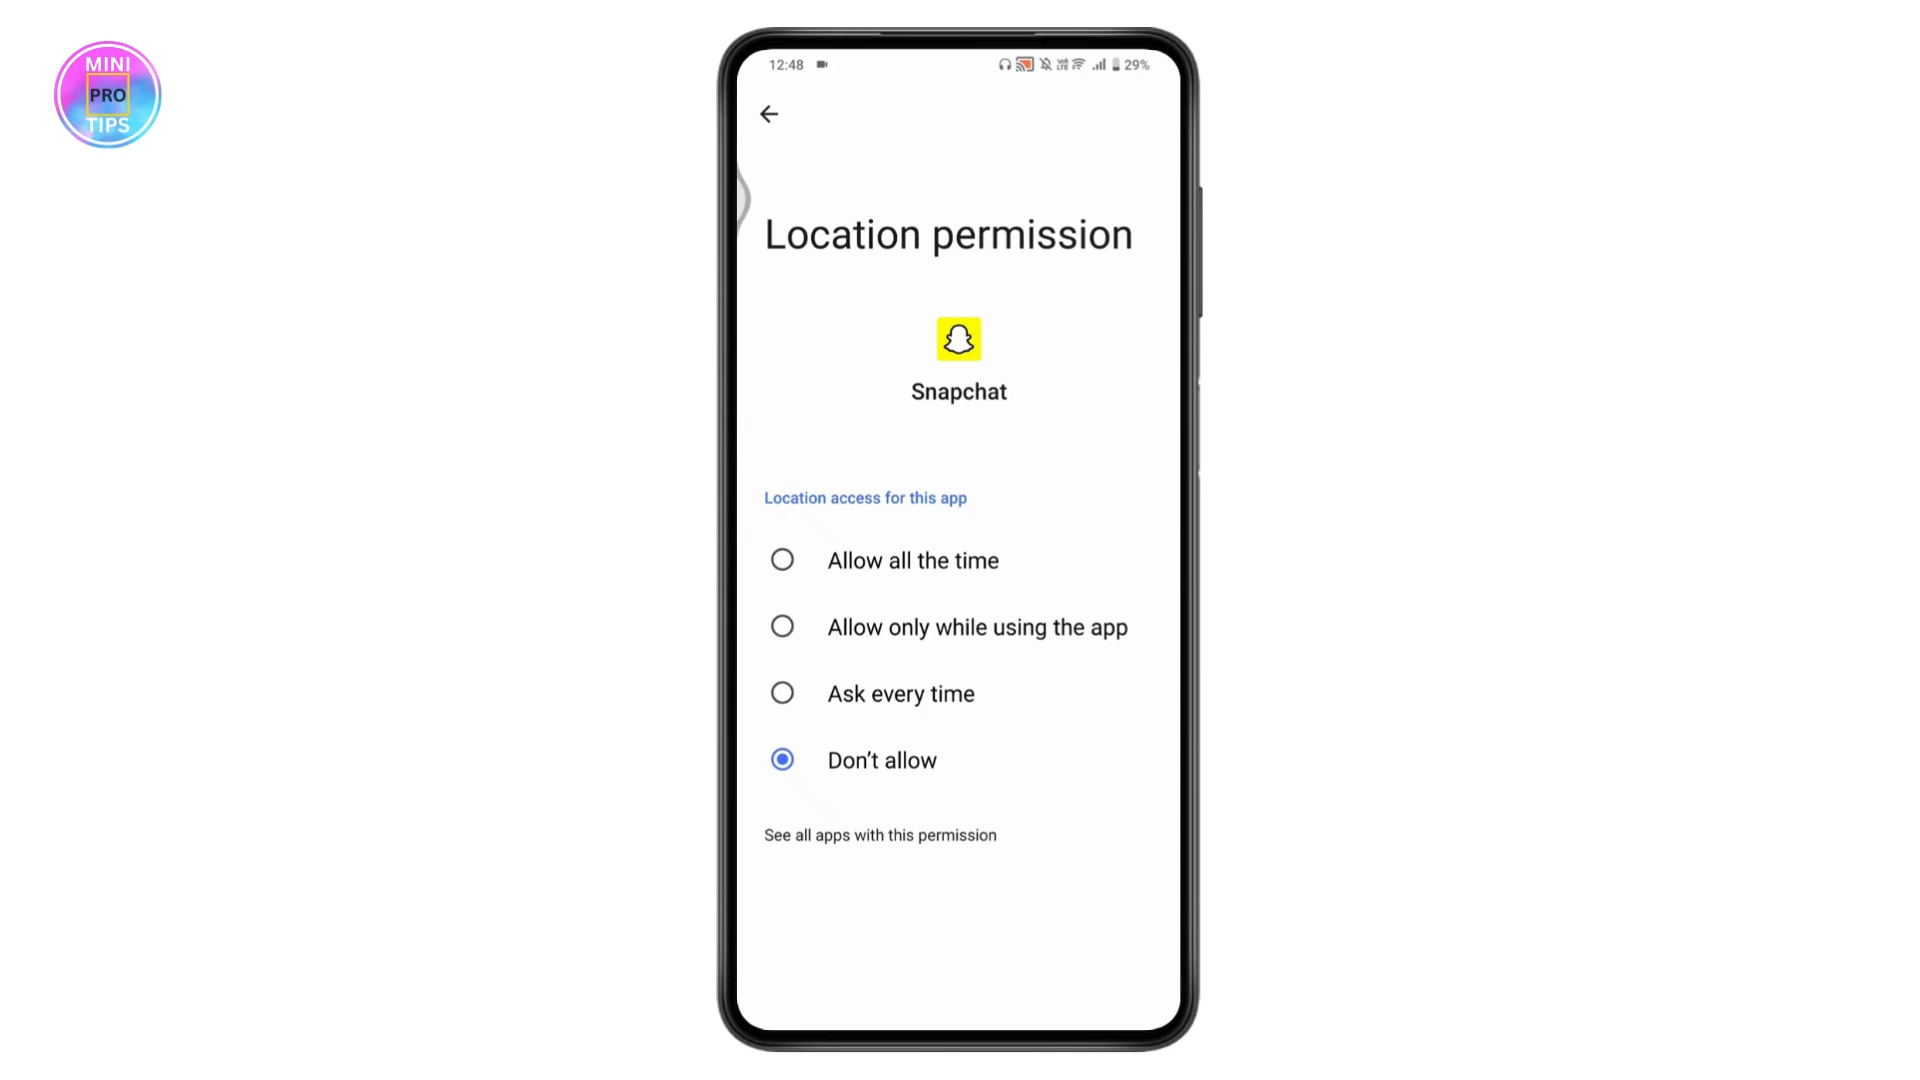 MINI
PRO
TIPS
12:48
29%
Location permission
Snapchat
Location access for this app
Allow all the time
Allow only while using the app
Ask every time
Don't allow
See all apps with this permission